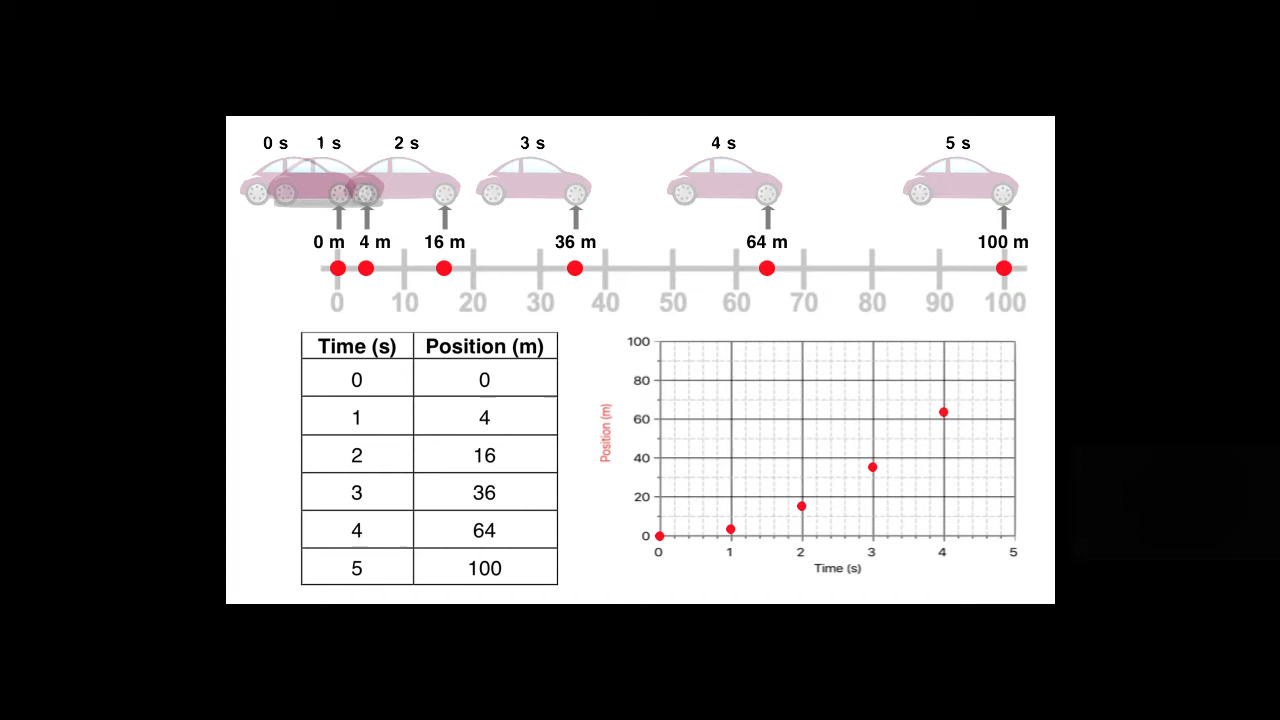 0 s 1 s 2 s 3 s 4 s 5 s
0 m 4 m 16 m 36 m 64 m 100 m
0 10 20 30 40 50 60 70 80 90 100
Time (s) Position (m)
0 0
1 4
2 16
3 36
4 64
5 100
100
80
60
40
20
0
Position (m)
0 1 2 3 4 5
Time (s)